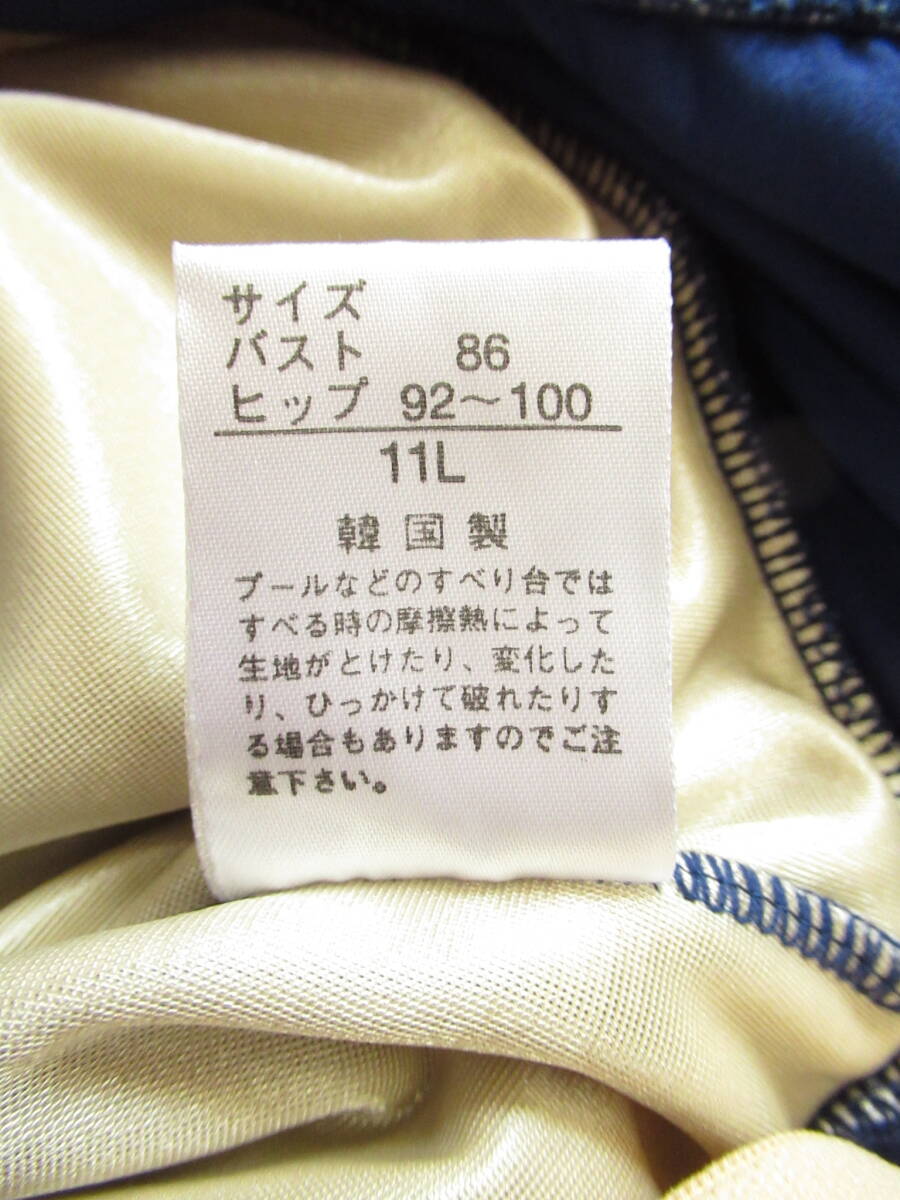 サイズ
バスト 86
ヒップ 92～100
11L
韓国製
プールなどのすべり台では
すべる時の摩擦熱によって
生地がとけたり、変化した
り、ひっかけて破れたりす
る場合もありますのでご注
意下さい。